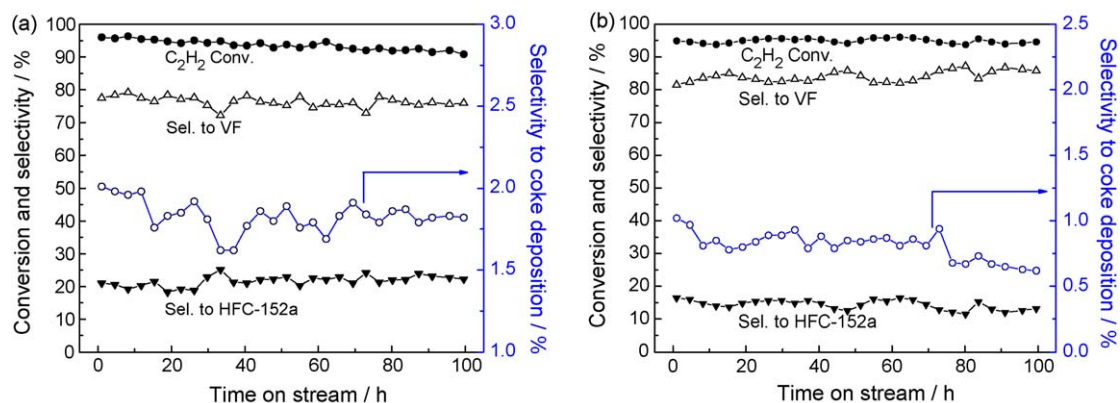 (a)
100
90
80
70
60
50
40
30
20
10
0
Conversion and selectivity / %
C₂H₂ Conv.
Sel. to VF
Sel. to HFC-152a
3.0
2.5
2.0
1.5
1.0
Selectivity to coke deposition / %
0 20 40 60 80 100
Time on stream / h
(b)
100
90
80
70
60
50
40
30
20
10
0
Conversion and selectivity / %
C₂H₂ Conv.
Sel. to VF
Sel. to HFC-152a
2.5
2.0
1.5
1.0
0.5
0.0
Selectivity to coke deposition / %
0 20 40 60 80 100
Time on stream / h